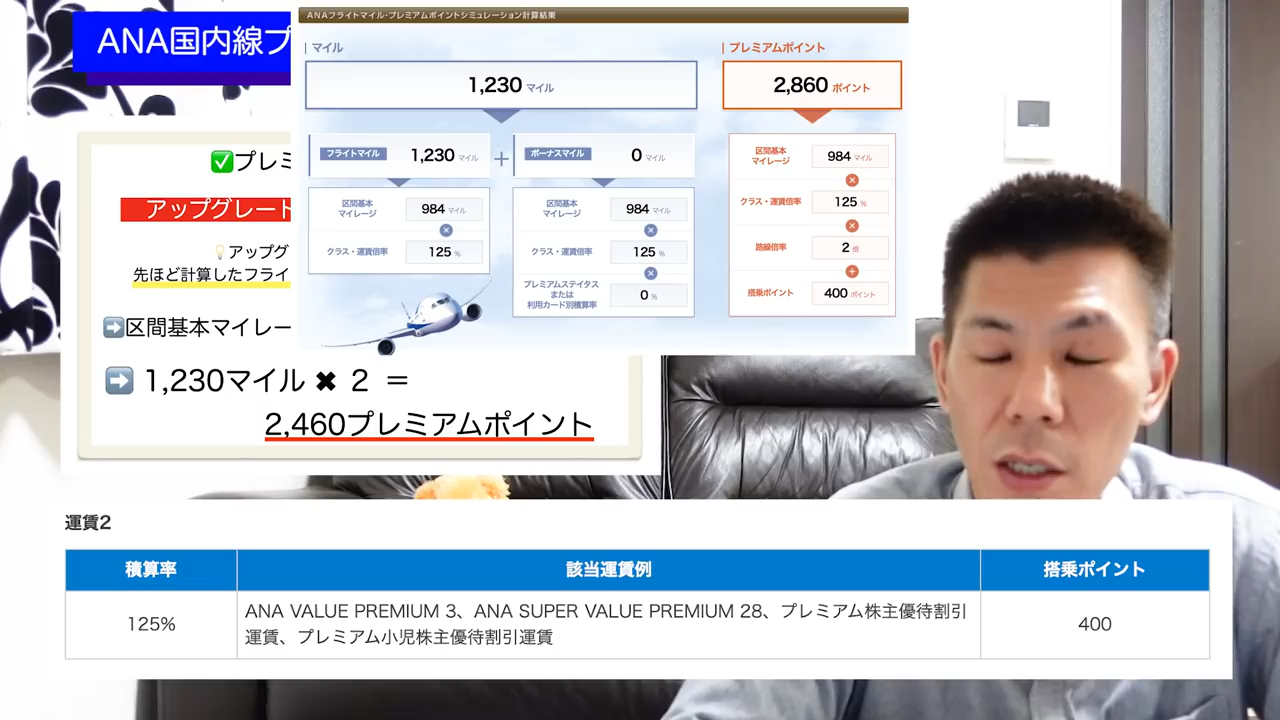 ANA国内線プ
✅プレミ
アップグレート
💡アップグ
先ほど計算したフライ
➡区間基本マイレー
➡ 1,230マイル ✖ 2 ＝
2,460プレミアムポイント
ANAフライトマイル・プレミアムポイントシミュレーション計算結果
マイル
1,230 マイル
フライトマイル 1,230 マイル
+
ボーナスマイル 0 マイル
区間基本
マイレージ
984 マイル
×
クラス・運賃倍率 125 %
区間基本
マイレージ
984 マイル
×
クラス・運賃倍率 125 %
×
プレミアムステイタス
または
利用カード別積算率
0 %
プレミアムポイント
2,860 ポイント
区間基本
マイレージ
984 マイル
×
クラス・運賃倍率 125 %
×
路線倍率 2 倍
+
搭乗ポイント 400 ポイント
運賃2
積算率 該当運賃例 搭乗ポイント
125%
ANA VALUE PREMIUM 3、ANA SUPER VALUE PREMIUM 28、プレミアム株主優待割引
運賃、プレミアム小児株主優待割引運賃
400